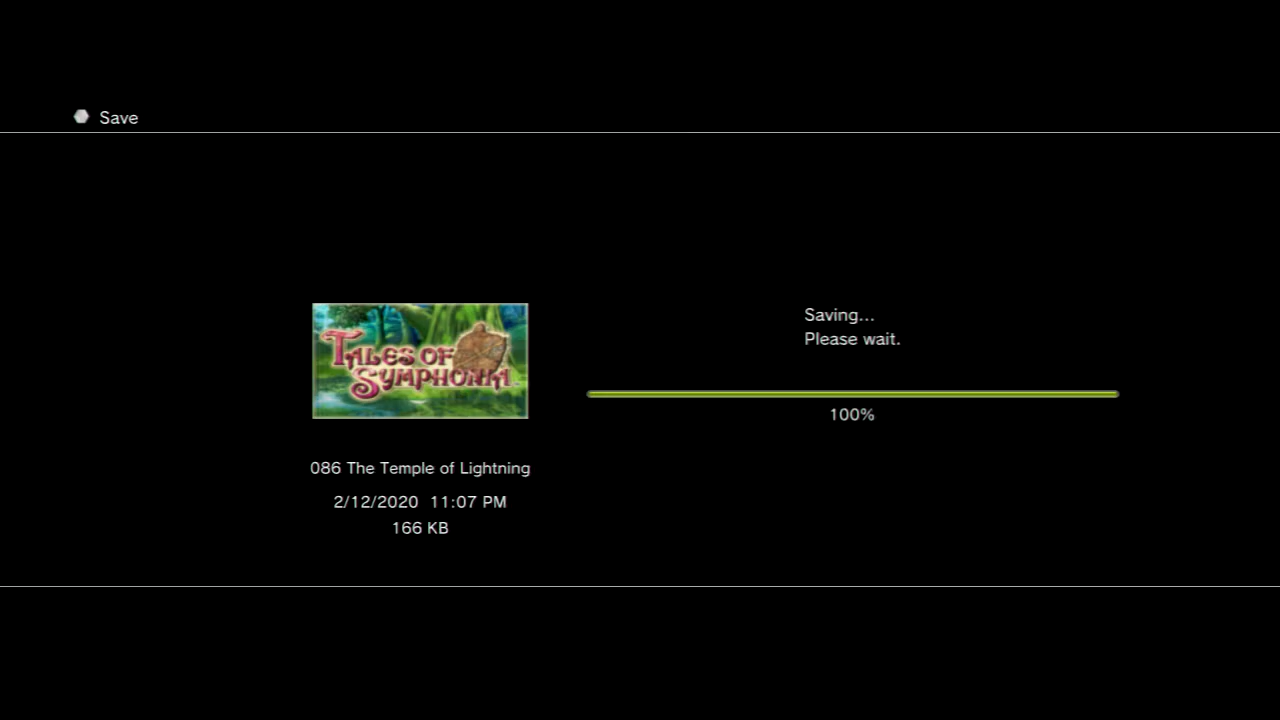 Save
TALES OF
SYMPHONIA
Saving...
Please wait.
100%
086 The Temple of Lightning
2/12/2020 11:07 PM
166 KB